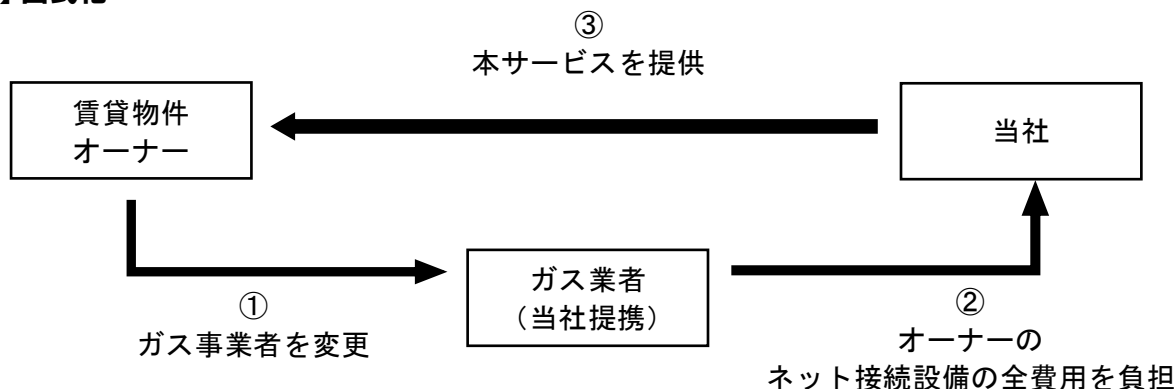 ③
本サービスを提供
賃貸物件
オーナー
当社
ガス業者
（当社提携）
①
ガス事業者を変更
②
オーナーの
ネット接続設備の全費用を負担